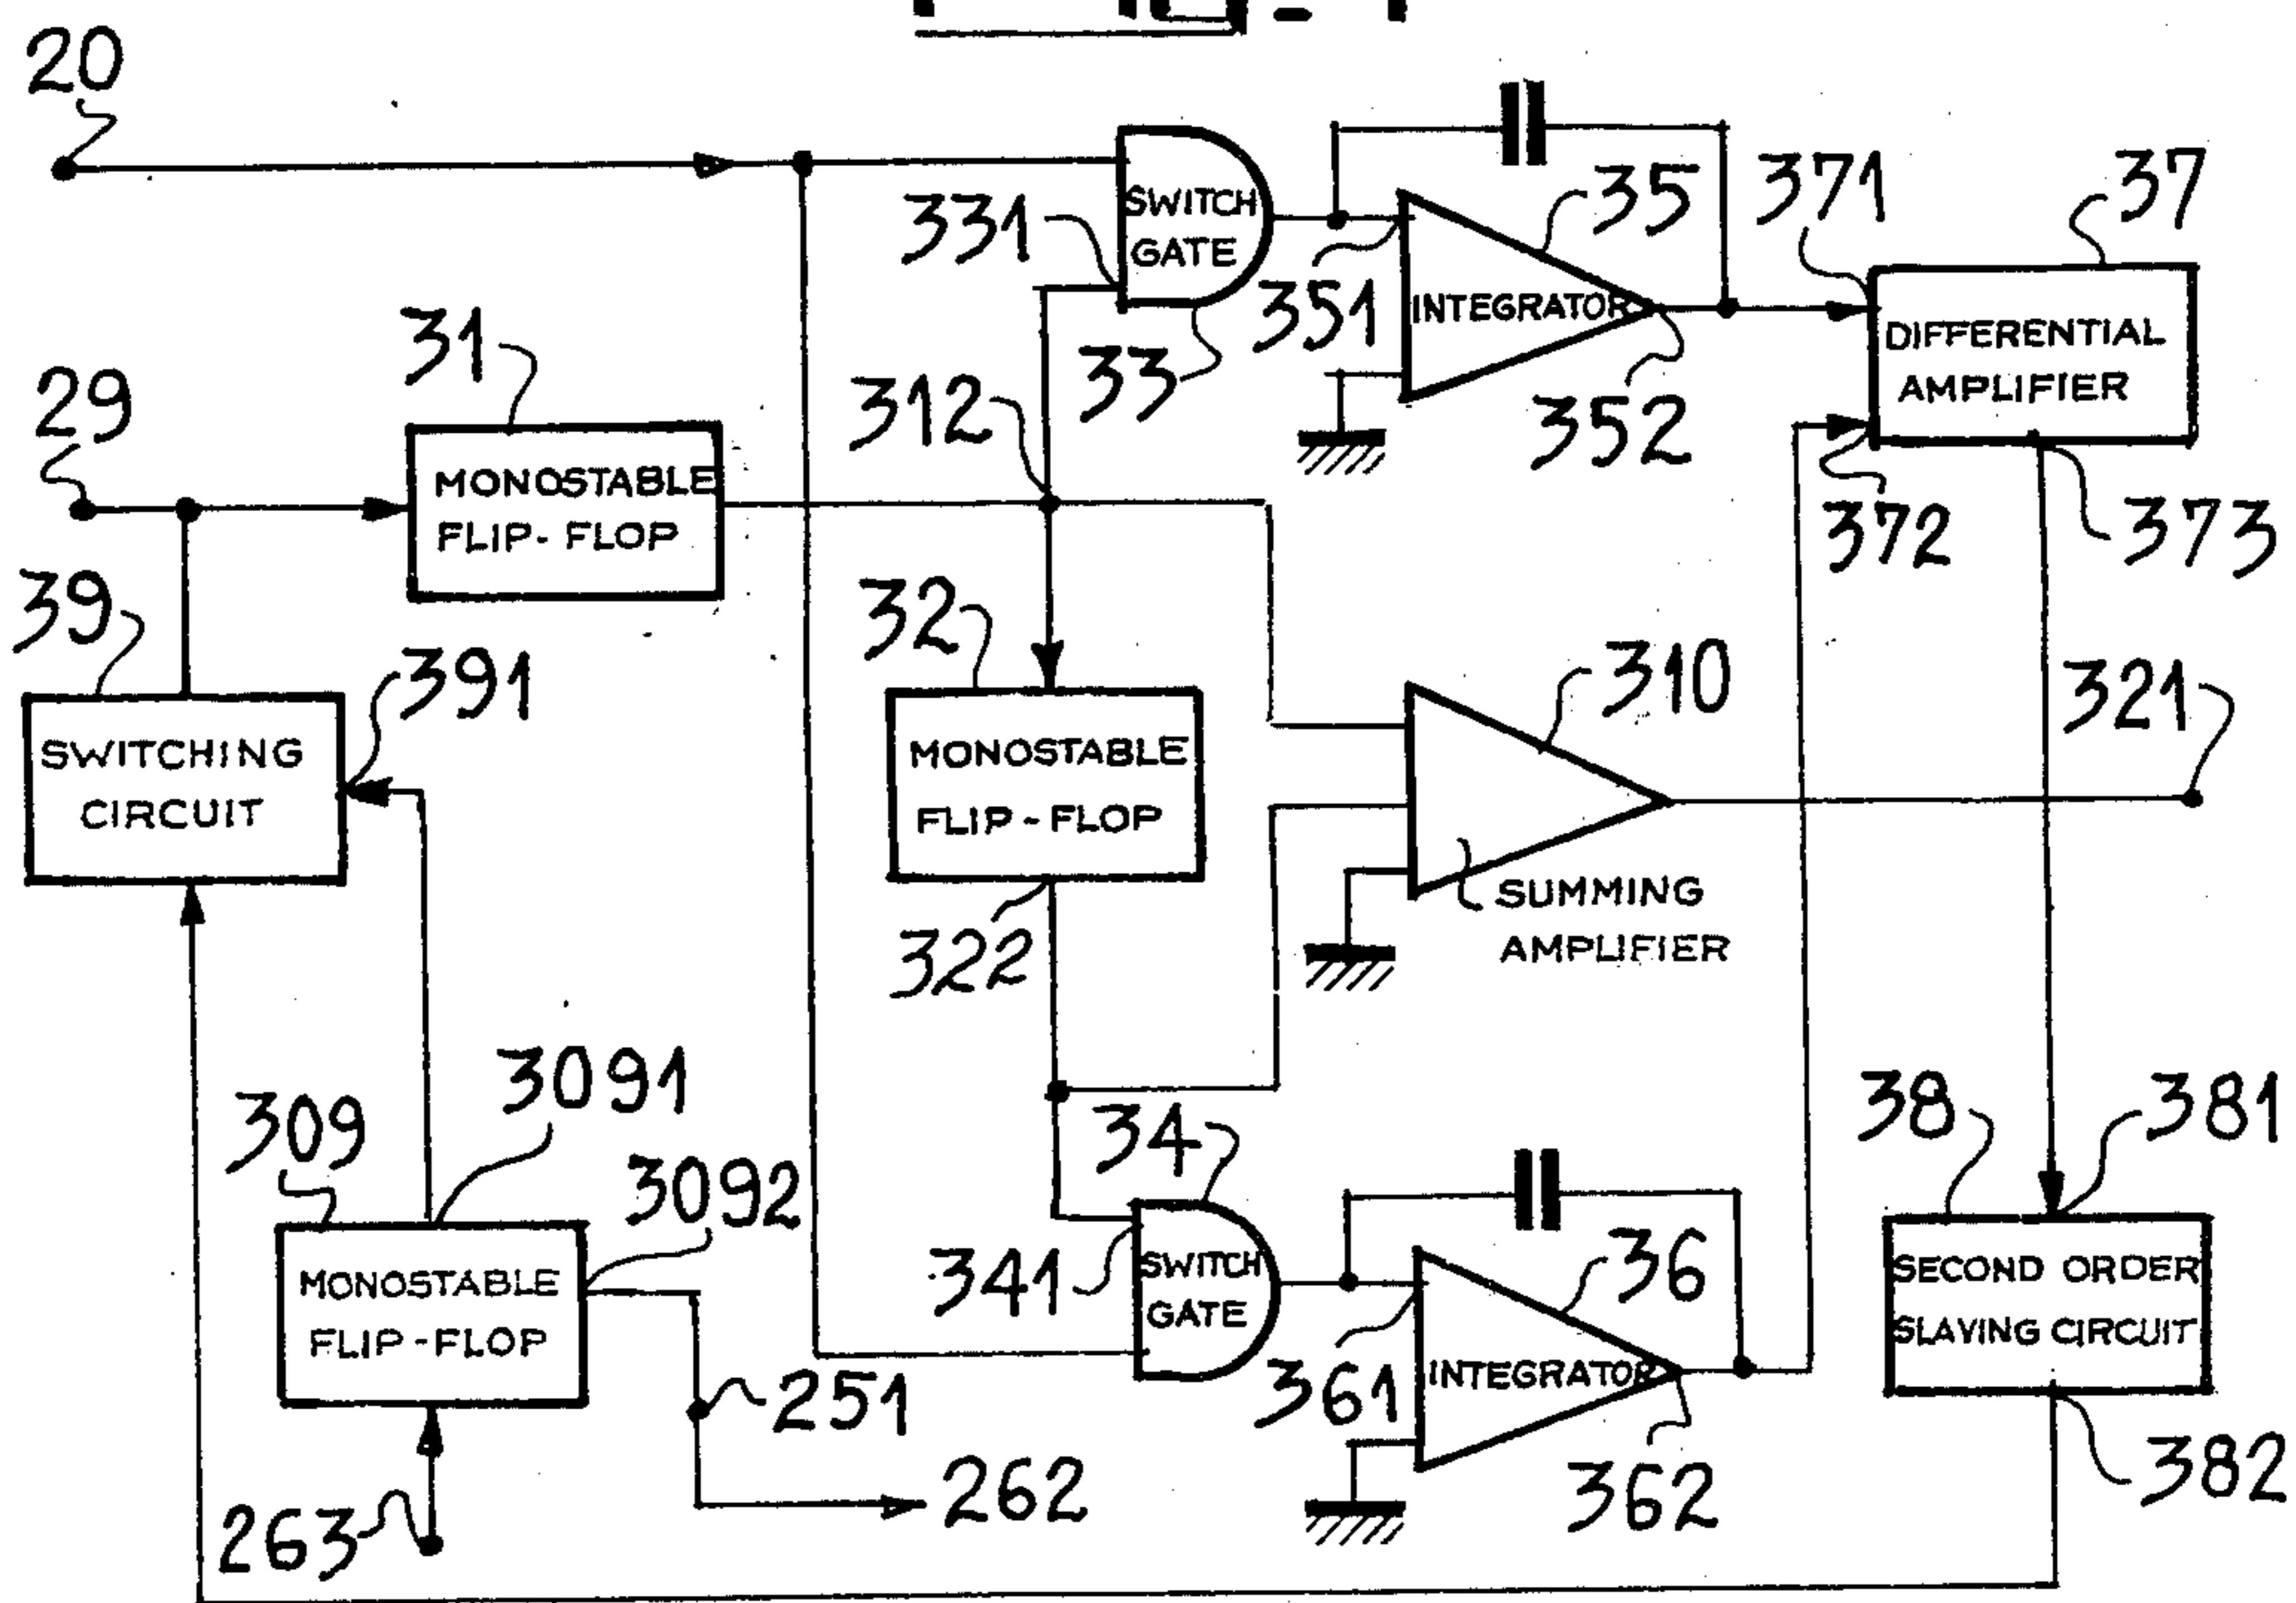 20
SWITCH
GATE
331
33
351
35
INTEGRATOR
352
371
37
DIFFERENTIAL
AMPLIFIER
372
373
29
31
MONOSTABLE
FLIP-FLOP
312
39
391
SWITCHING
CIRCUIT
32
MONOSTABLE
FLIP-FLOP
322
310
SUMMING
AMPLIFIER
321
309
3091
3092
MONOSTABLE
FLIP-FLOP
251
262
263
34
341
SWITCH
GATE
361
36
INTEGRATOR
362
38
381
SECOND ORDER
SLAVING CIRCUIT
382